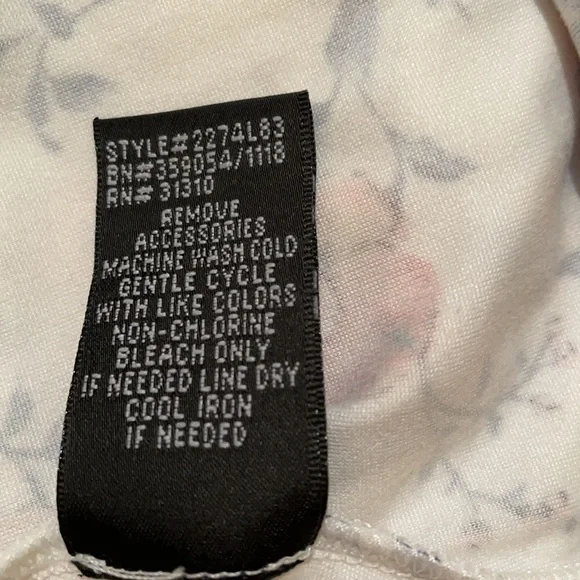 STYLE# 2274L83
BN# 359054/1118
RN# 31310
REMOVE
ACCESSORIES
MACHINE WASH COLD
GENTLE CYCLE
WITH LIKE COLORS
NON-CHLORINE
BLEACH ONLY
IF NEEDED LINE DRY
COOL IRON
IF NEEDED